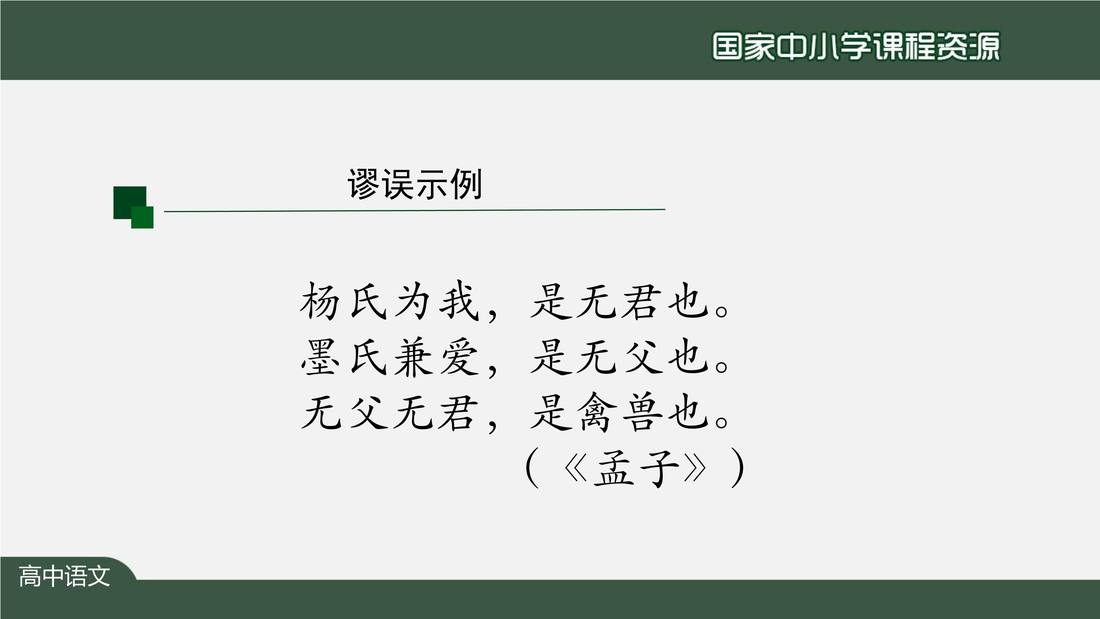 国家中小学课程资源
谬误示例
杨氏为我，是无君也。
墨氏兼爱，是无父也。
无父无君，是禽兽也。
（《孟子》）
高中语文